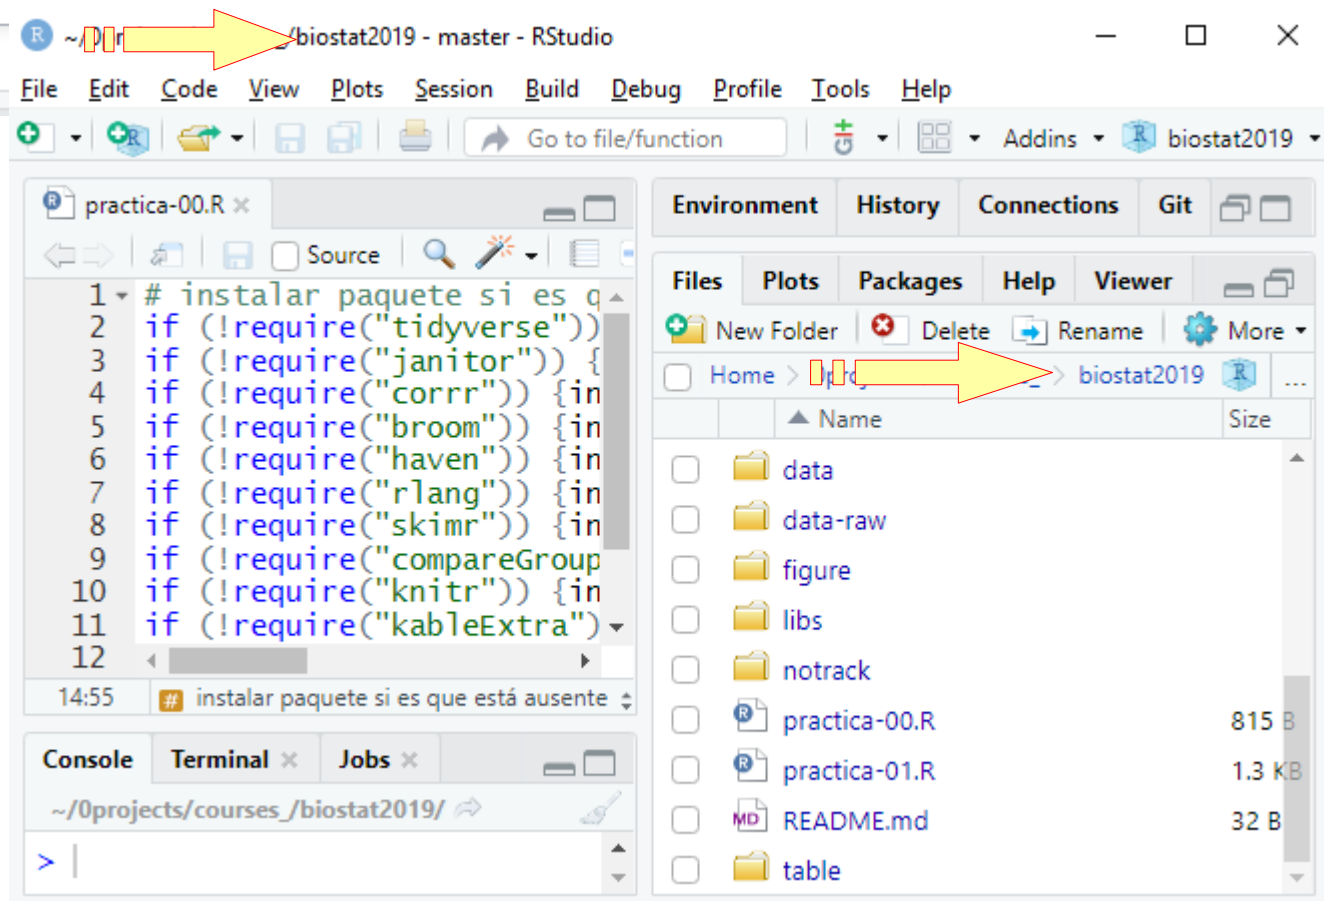 /biostat2019 - master - RStudio
File Edit Code View Plots Session Build Debug Profile Tools Help
Go to file/function Addins biostat2019
practica-00.R
Source
1 # instalar paquete si es q
2 if (!require("tidyverse"))
3 if (!require("janitor")) {
4 if (!require("corrr")) {in
5 if (!require("broom")) {in
6 if (!require("haven")) {in
7 if (!require("rlang")) {in
8 if (!require("skimr")) {in
9 if (!require("compareGroup
10 if (!require("knitr")) {in
11 if (!require("kableExtra")
12
14:55 # instalar paquete si es que está ausente
Console Terminal Jobs
~/0projects/courses_/biostat2019/
>
Environment History Connections Git
Files Plots Packages Help Viewer
New Folder Delete Rename More
Home > > biostat2019 ...
Name Size
data
data-raw
figure
libs
notrack
practica-00.R 815 B
practica-01.R 1.3 KB
README.md 32 B
table